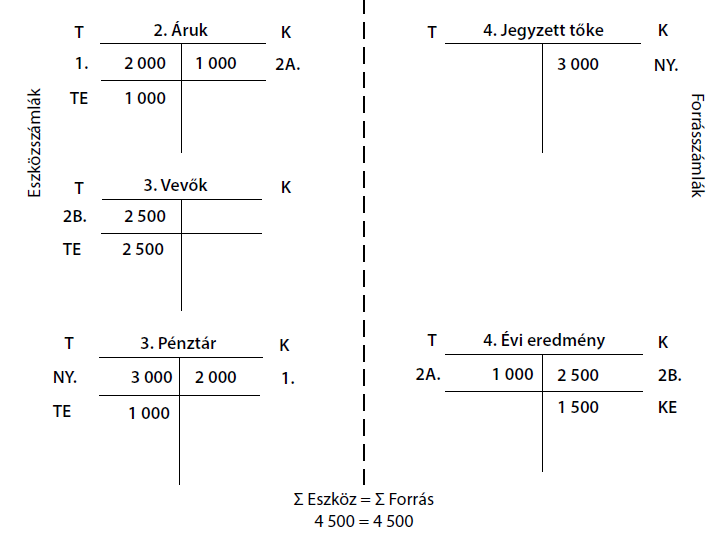 T 2. Áruk K
1. 2 000 1 000 2A.
TE 1 000
Eszközszámlák
T 3. Vevők K
2B. 2 500
TE 2 500
T 3. Pénztár K
NY. 3 000 2 000 1.
TE 1 000
T 4. Jegyzett tőke K
3 000 NY.
Forrásszámlák
T 4. Évi eredmény K
2A. 1 000 2 500 2B.
1 500 KE
Σ Eszköz = Σ Forrás
4 500 = 4 500